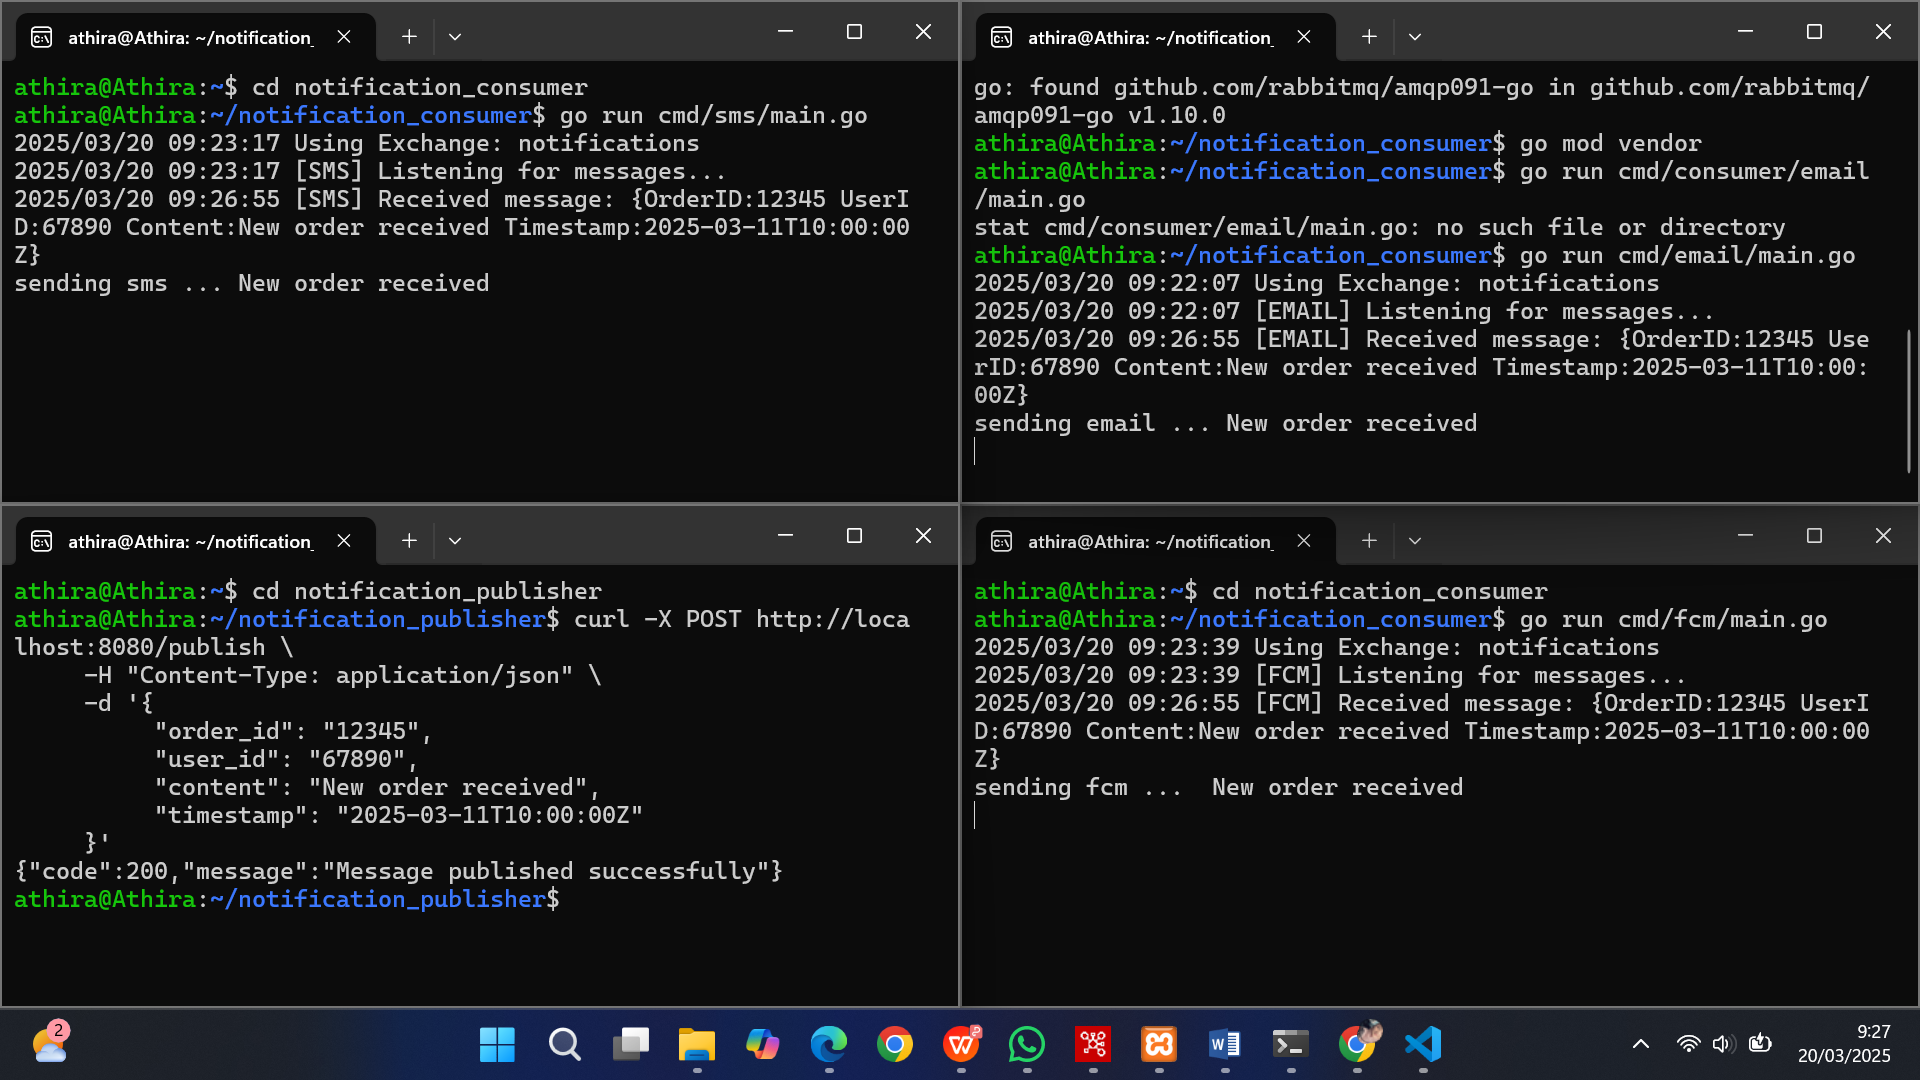 athira@Athira: ~/notification_
athira@Athira:~$ cd notification_consumer
athira@Athira:~/notification_consumer$ go run cmd/sms/main.go
2025/03/20 09:23:17 Using Exchange: notifications
2025/03/20 09:23:17 [SMS] Listening for messages...
2025/03/20 09:26:55 [SMS] Received message: {OrderID:12345 UserI
D:67890 Content:New order received Timestamp:2025-03-11T10:00:00
Z}
sending sms ... New order received
athira@Athira: ~/notification_
go: found github.com/rabbitmq/amqp091-go in github.com/rabbitmq/
amqp091-go v1.10.0
athira@Athira:~/notification_consumer$ go mod vendor
athira@Athira:~/notification_consumer$ go run cmd/consumer/email
/main.go
stat cmd/consumer/email/main.go: no such file or directory
athira@Athira:~/notification_consumer$ go run cmd/email/main.go
2025/03/20 09:22:07 Using Exchange: notifications
2025/03/20 09:22:07 [EMAIL] Listening for messages...
2025/03/20 09:26:55 [EMAIL] Received message: {OrderID:12345 Use
rID:67890 Content:New order received Timestamp:2025-03-11T10:00:
00Z}
sending email ... New order received
athira@Athira: ~/notification_
athira@Athira:~$ cd notification_publisher
athira@Athira:~/notification_publisher$ curl -X POST http://loca
lhost:8080/publish \
     -H "Content-Type: application/json" \
     -d '{
          "order_id": "12345",
          "user_id": "67890",
          "content": "New order received",
          "timestamp": "2025-03-11T10:00:00Z"
     }'
{"code":200,"message":"Message published successfully"}
athira@Athira:~/notification_publisher$
athira@Athira: ~/notification_
athira@Athira:~$ cd notification_consumer
athira@Athira:~/notification_consumer$ go run cmd/fcm/main.go
2025/03/20 09:23:39 Using Exchange: notifications
2025/03/20 09:23:39 [FCM] Listening for messages...
2025/03/20 09:26:55 [FCM] Received message: {OrderID:12345 UserI
D:67890 Content:New order received Timestamp:2025-03-11T10:00:00
Z}
sending fcm ...  New order received
2
9:27
20/03/2025